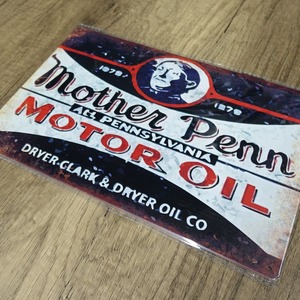 1879 1879
Mother Penn
ALL PENNSYLVANIA
MOTOR OIL
DRYER-CLARK & DRYER OIL CO